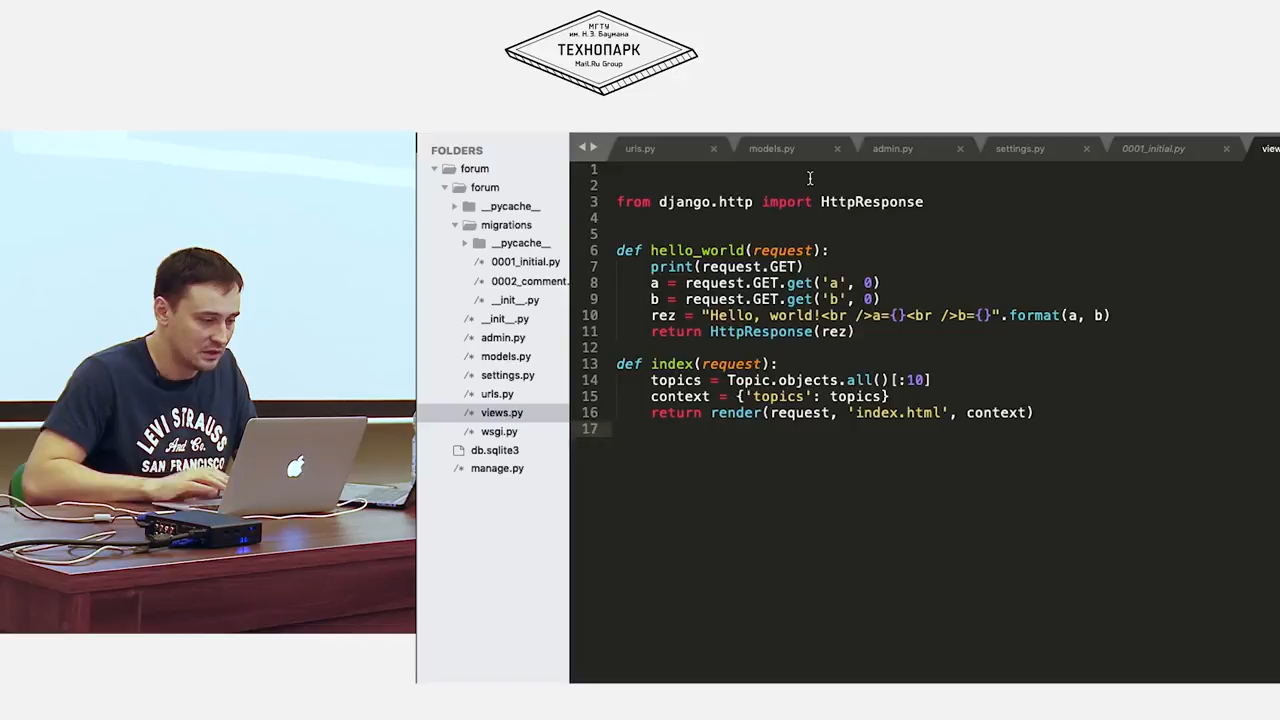 МГТУ
им. Н.Э. Баумана
ТЕХНОПАРК
Mail.Ru Group
LEVI STRAUSS
And Co.
SAN FRANCISCO
FOLDERS
forum
forum
__pycache__
migrations
__pycache__
/* 0001_initial.py
/* 0002_comment.
/* __init__.py
/* __init__.py
/* admin.py
/* models.py
/* settings.py
/* urls.py
/* views.py
/* wsgi.py
db.sqlite3
/* manage.py
urls.py × models.py × admin.py × settings.py × 0001_initial.py × view
1
2
3 from django.http import HttpResponse
4
5
6 def hello_world(request):
7 print(request.GET)
8 a = request.GET.get('a', 0)
9 b = request.GET.get('b', 0)
10 rez = "Hello, world!<br />a={}<br />b={}".format(a, b)
11 return HttpResponse(rez)
12
13 def index(request):
14 topics = Topic.objects.all()[:10]
15 context = {'topics': topics}
16 return render(request, 'index.html', context)
17